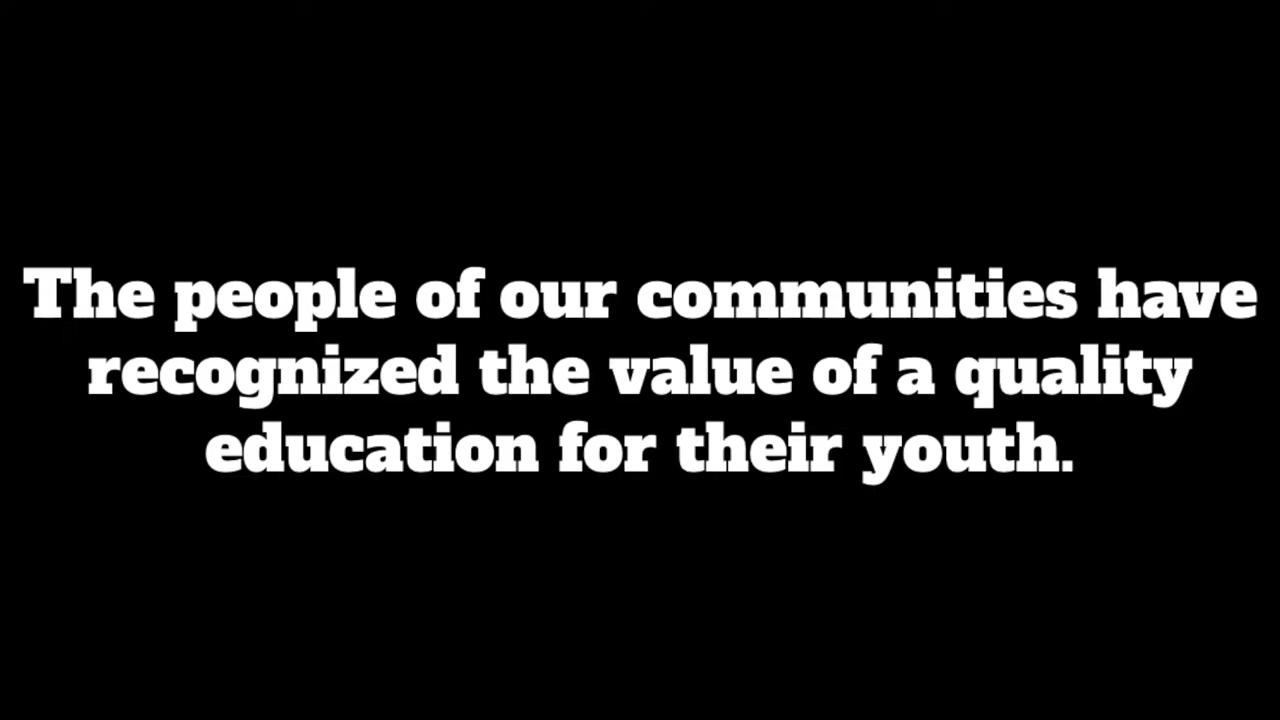 The people of our communities have
recognized the value of a quality
education for their youth.